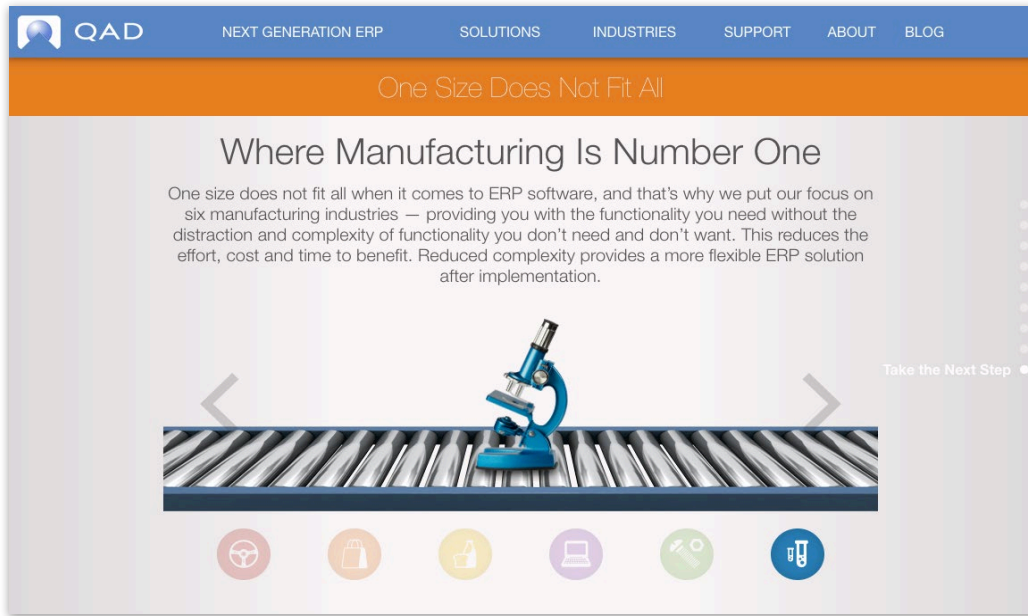 QAD
NEXT GENERATION ERP
SOLUTIONS
INDUSTRIES
SUPPORT
ABOUT
BLOG
One Size Does Not Fit All
Where Manufacturing Is Number One
One size does not fit all when it comes to ERP software, and that’s why we put our focus on
six manufacturing industries — providing you with the functionality you need without the
distraction and complexity of functionality you don’t need and don’t want. This reduces the
effort, cost and time to benefit. Reduced complexity provides a more flexible ERP solution
after implementation.
Take the Next Step